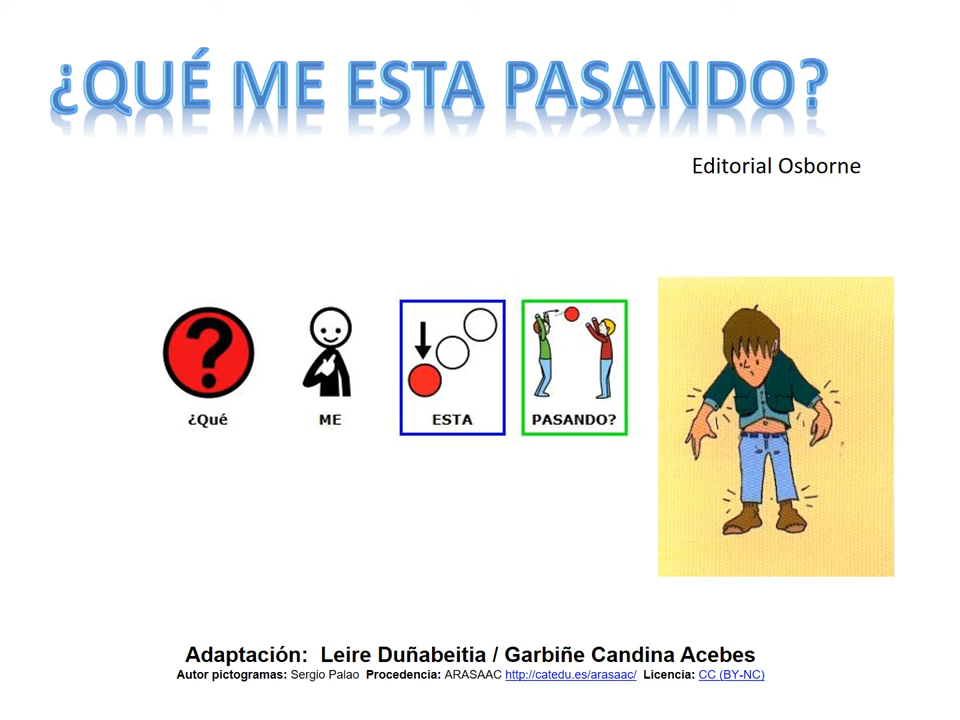 ¿QUÉ ME ESTA PASANDO?
Editorial Osborne
¿Qué ME ESTA PASANDO?
Adaptación: Leire Duñabeitia / Garbiñe Candina Acebes
Autor pictogramas: Sergio Palao Procedencia: ARASAAC http://catedu.es/arasaac/ Licencia: CC (BY-NC)